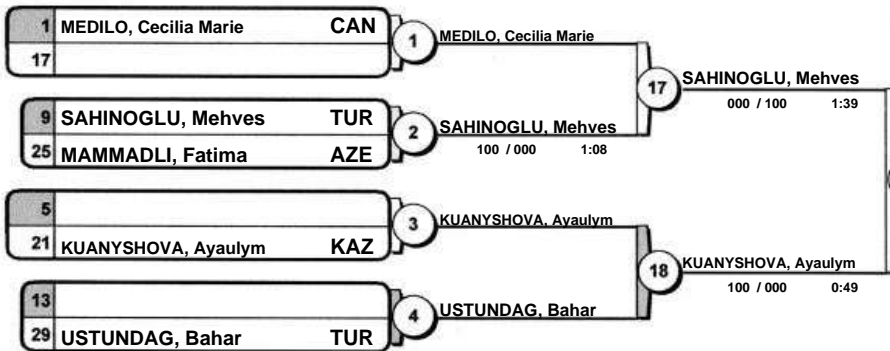 1 MEDILO, Cecilia Marie CAN
17
1
MEDILO, Cecilia Marie
9 SAHINOGLU, Mehves TUR
25 MAMMADLI, Fatima AZE
2
SAHINOGLU, Mehves
100 / 000 1:08
17
SAHINOGLU, Mehves
000 / 100 1:39
5
21 KUANYSHOVA, Ayaulym KAZ
3
KUANYSHOVA, Ayaulym
13
29 USTUNDAG, Bahar TUR
4
USTUNDAG, Bahar
18
KUANYSHOVA, Ayaulym
100 / 000 0:49